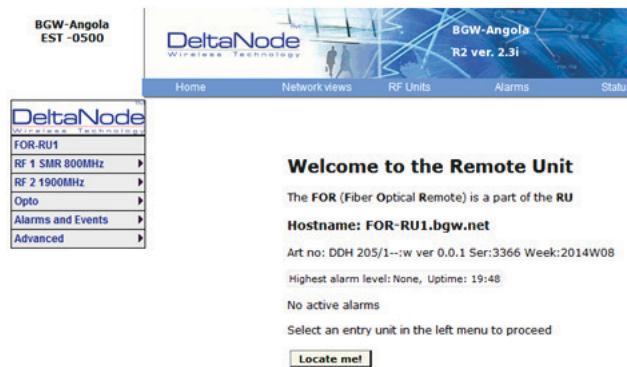 BGW-Angola
EST -0500
DeltaNode
Wireless Technology
BGW-Angola
R2 ver. 2.3i
Home Network views RF Units Alarms Statu
DeltaNode
Wireless Technology
FOR-RU1
RF 1 SMR 800MHz
RF 2 1900MHz
Opto
Alarms and Events
Advanced
Welcome to the Remote Unit
The FOR (Fiber Optical Remote) is a part of the RU
Hostname: FOR-RU1.bgw.net
Art no: DDH 205/1--:w ver 0.0.1 Ser:3366 Week:2014W08
Highest alarm level: None, Uptime: 19:48
No active alarms
Select an entry unit in the left menu to proceed
Locate me!